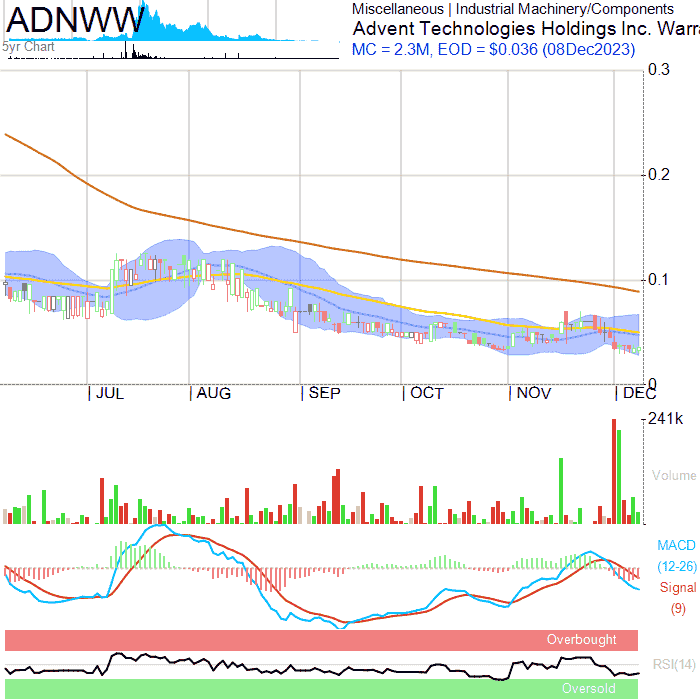 ADNWW
5yr Chart
Miscellaneous | Industrial Machinery/Components
Advent Technologies Holdings Inc. Warra
MC = 2.3M, EOD = $0.036 (08Dec2023)
0.3
0.2
0.1
0
JUL AUG SEP OCT NOV DEC
241k
Volume
MACD
(12-26)
Signal
(9)
Overbought
RSI(14)
Oversold